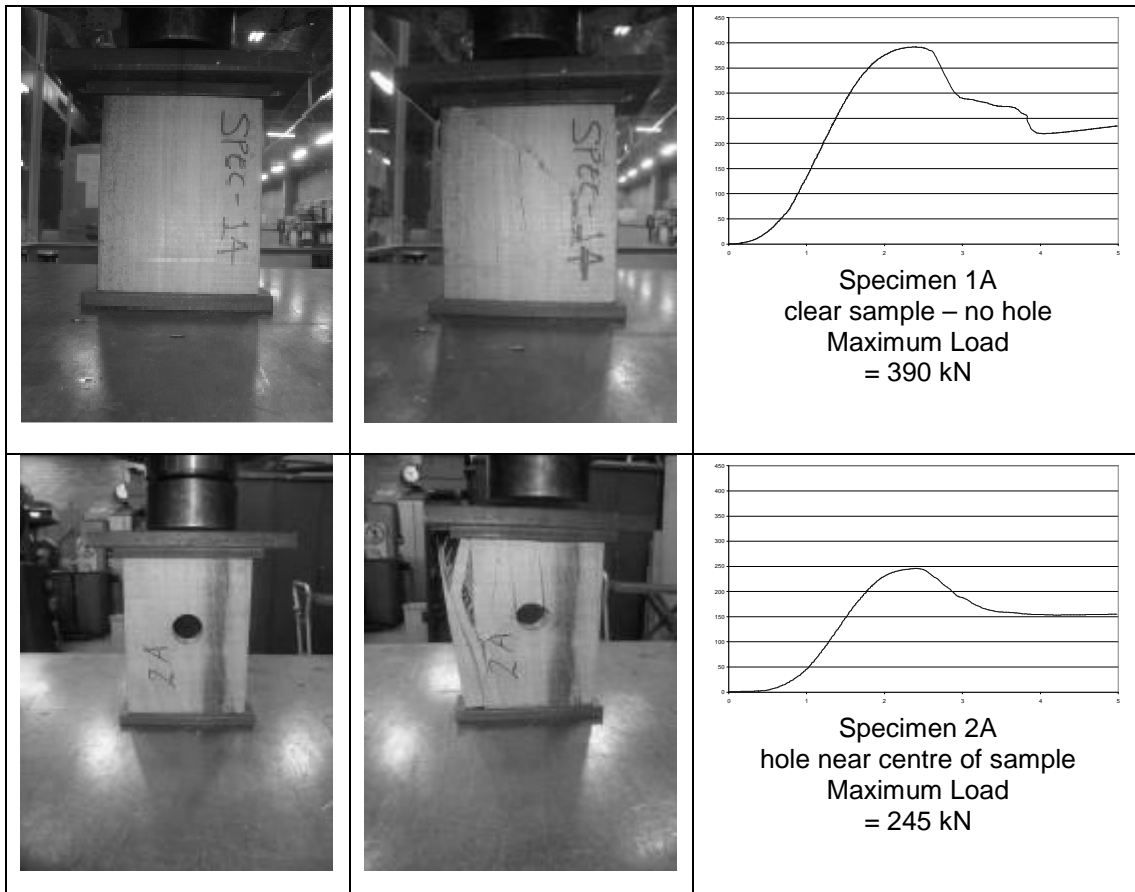 SPEC-1A
SPEC-1A
450
400
350
300
250
200
150
100
50
0
0 1 2 3 4 5
Specimen 1A
clear sample – no hole
Maximum Load
= 390 kN
2A
2A
450
400
350
300
250
200
150
100
50
0
0 1 2 3 4 5
Specimen 2A
hole near centre of sample
Maximum Load
= 245 kN